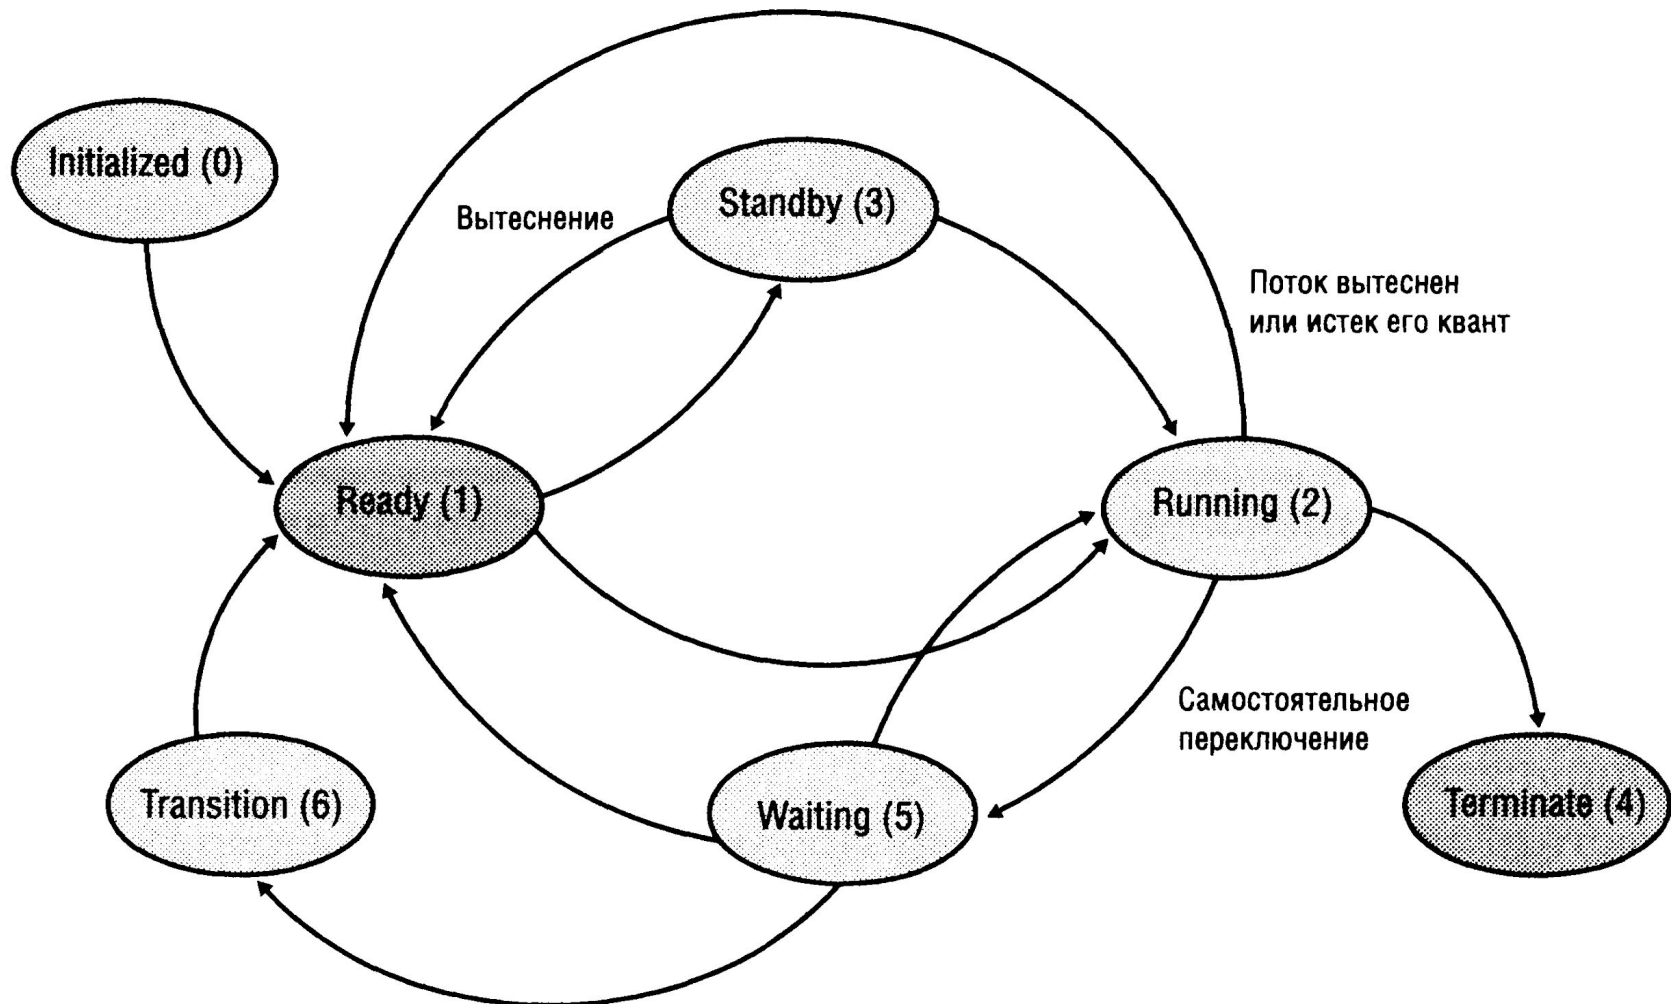 Initialized (0)
Standby (3)
Вытеснение
Поток вытеснен
или истек его квант
Ready (1)
Running (2)
Самостоятельное
переключение
Transition (6)
Waiting (5)
Terminate (4)